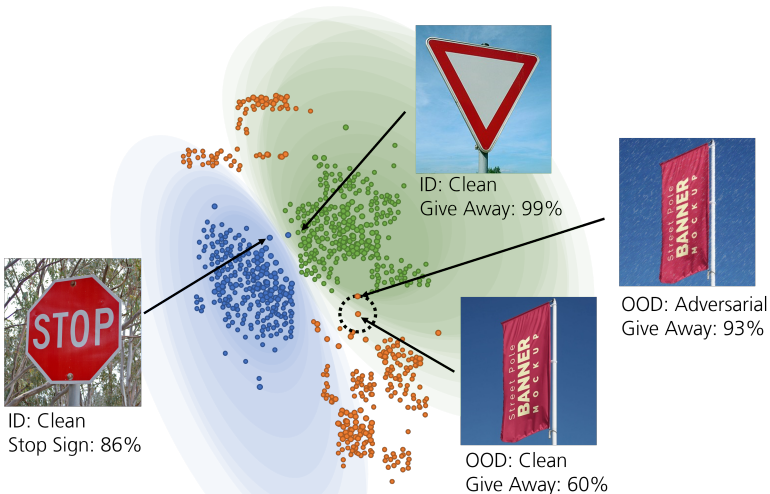 ID: Clean
Give Away: 99%
Street Pole
BANNER
MOCKUP
OOD: Adversarial
Give Away: 93%
STOP
ID: Clean
Stop Sign: 86%
Street Pole
BANNER
MOCKUP
OOD: Clean
Give Away: 60%